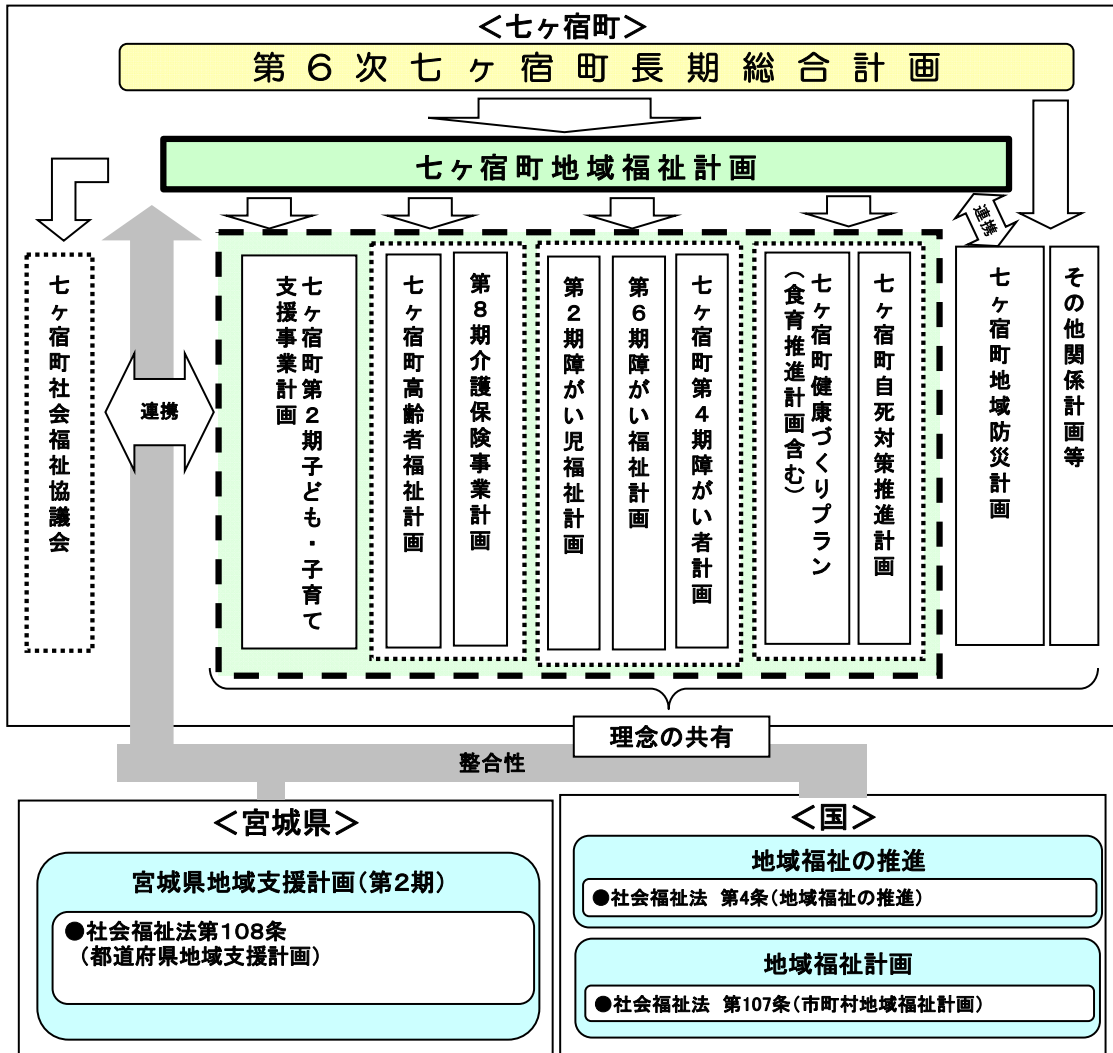 ＜七ヶ宿町＞
第６次七ヶ宿町長期総合計画
七ヶ宿町地域福祉計画
連携
七ヶ宿町社会福祉協議会
連携
七ヶ宿町第２期子ども・子育て
支援事業計画
七ヶ宿町高齢者福祉計画
第８期介護保険事業計画
第２期障がい児福祉計画
第６期障がい福祉計画
七ヶ宿町第４期障がい者計画
七ヶ宿町健康づくりプラン
（食育推進計画含む）
七ヶ宿町自死対策推進計画
七ヶ宿町地域防災計画
その他関係計画等
理念の共有
整合性
＜宮城県＞
宮城県地域支援計画（第２期）
●社会福祉法第１０８条
（都道府県地域支援計画）
＜国＞
地域福祉の推進
●社会福祉法 第4条（地域福祉の推進）
地域福祉計画
●社会福祉法 第107条（市町村地域福祉計画）